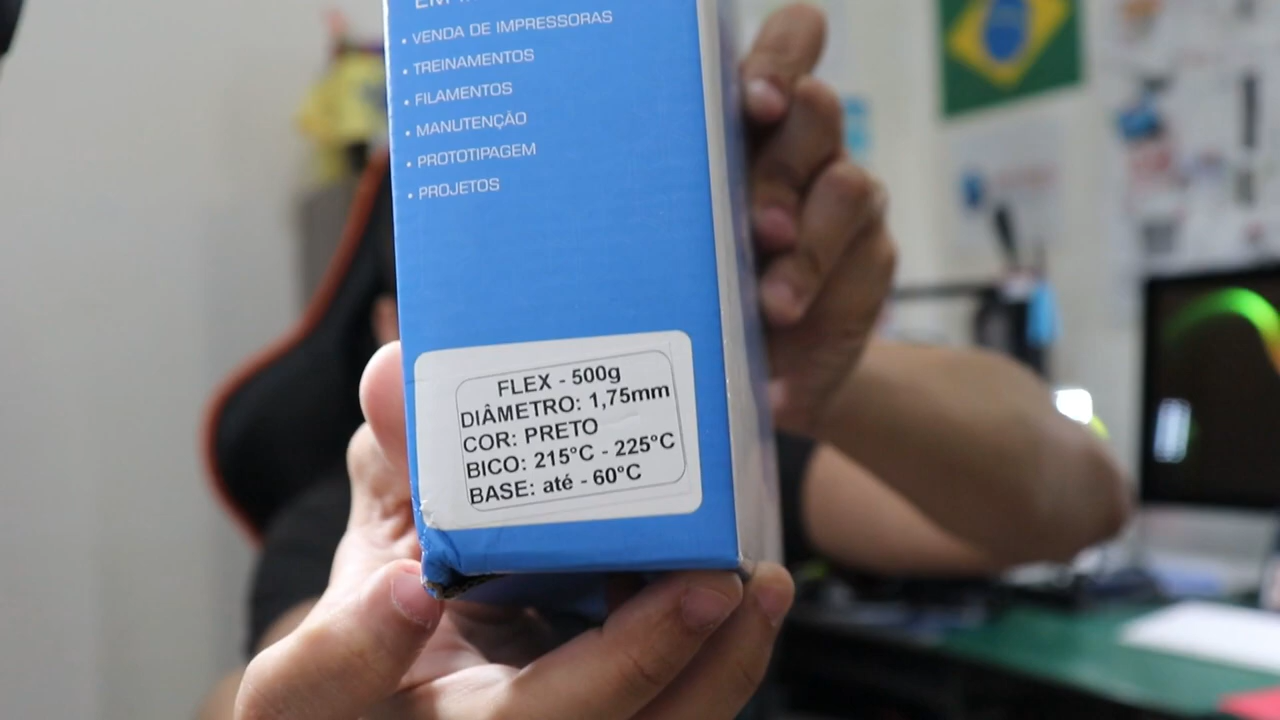 • VENDA DE IMPRESSORAS
• TREINAMENTOS
• FILAMENTOS
• MANUTENÇÃO
• PROTOTIPAGEM
• PROJETOS
FLEX - 500g
DIÂMETRO: 1,75mm
COR: PRETO
BICO: 215°C - 225°C
BASE: até - 60°C